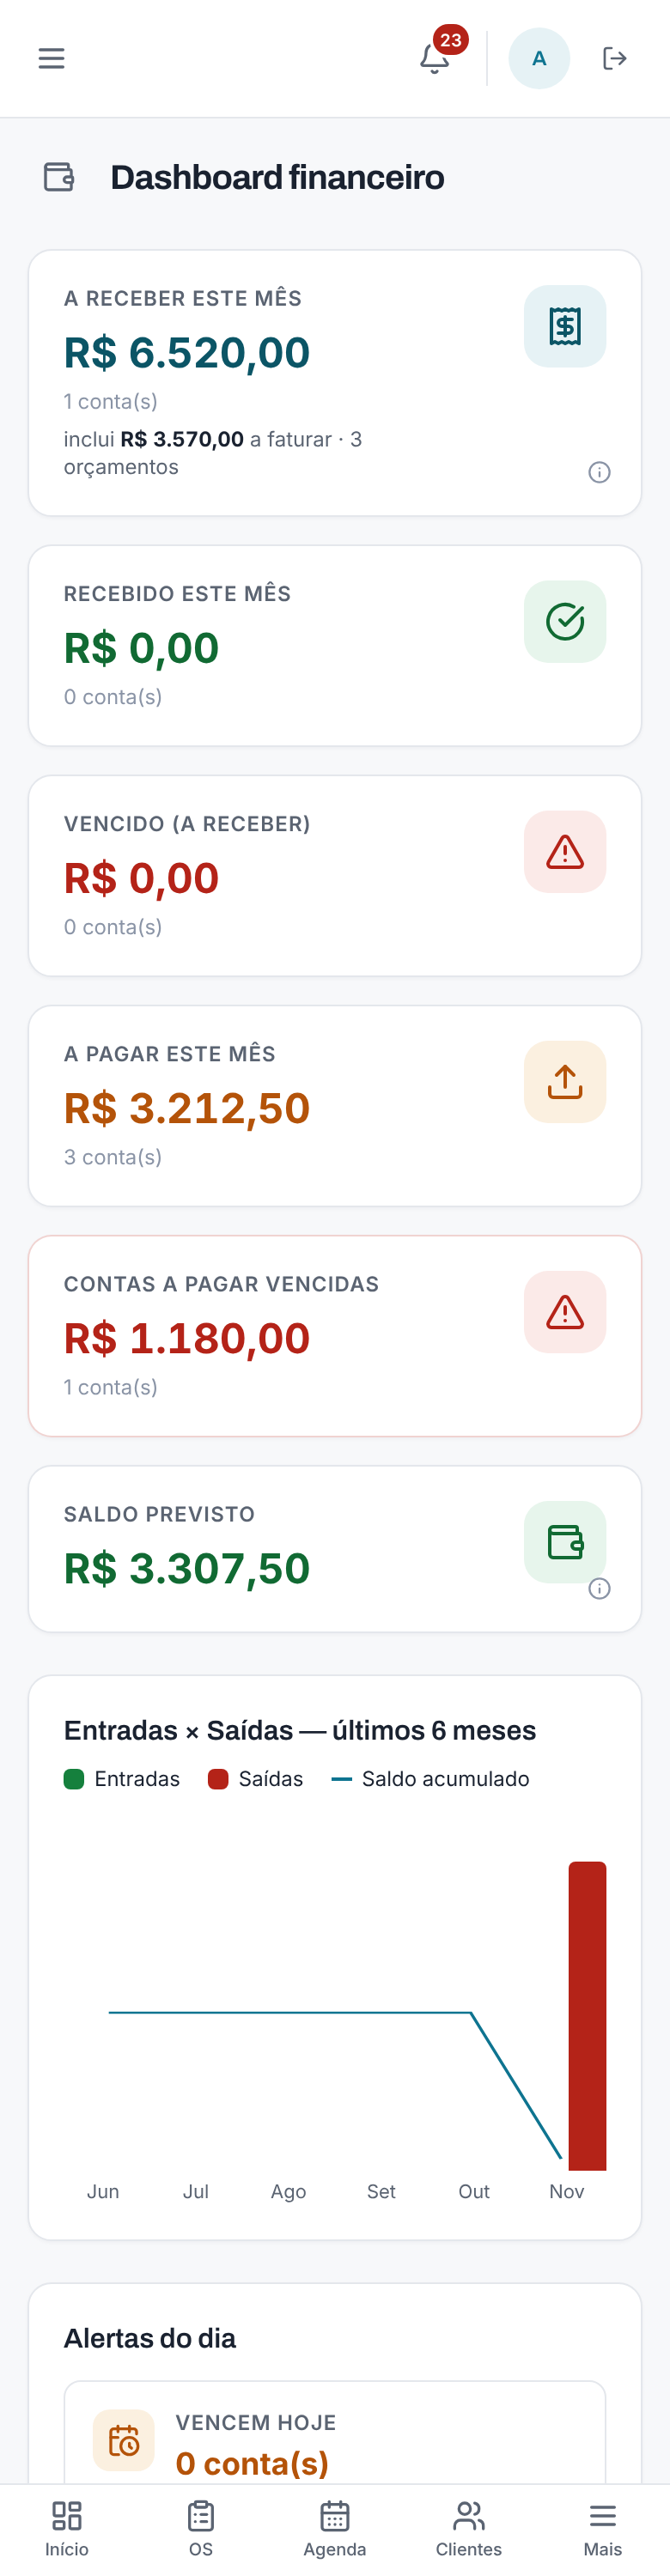 23
A
Dashboard financeiro
A RECEBER ESTE MÊS
R$ 6.520,00
1 conta(s)
inclui R$ 3.570,00 a faturar · 3
orçamentos
RECEBIDO ESTE MÊS
R$ 0,00
0 conta(s)
VENCIDO (A RECEBER)
R$ 0,00
0 conta(s)
A PAGAR ESTE MÊS
R$ 3.212,50
3 conta(s)
CONTAS A PAGAR VENCIDAS
R$ 1.180,00
1 conta(s)
SALDO PREVISTO
R$ 3.307,50
Entradas × Saídas — últimos 6 meses
Entradas Saídas Saldo acumulado
Jun Jul Ago Set Out Nov
Alertas do dia
VENCEM HOJE
0 conta(s)
Início OS Agenda Clientes Mais